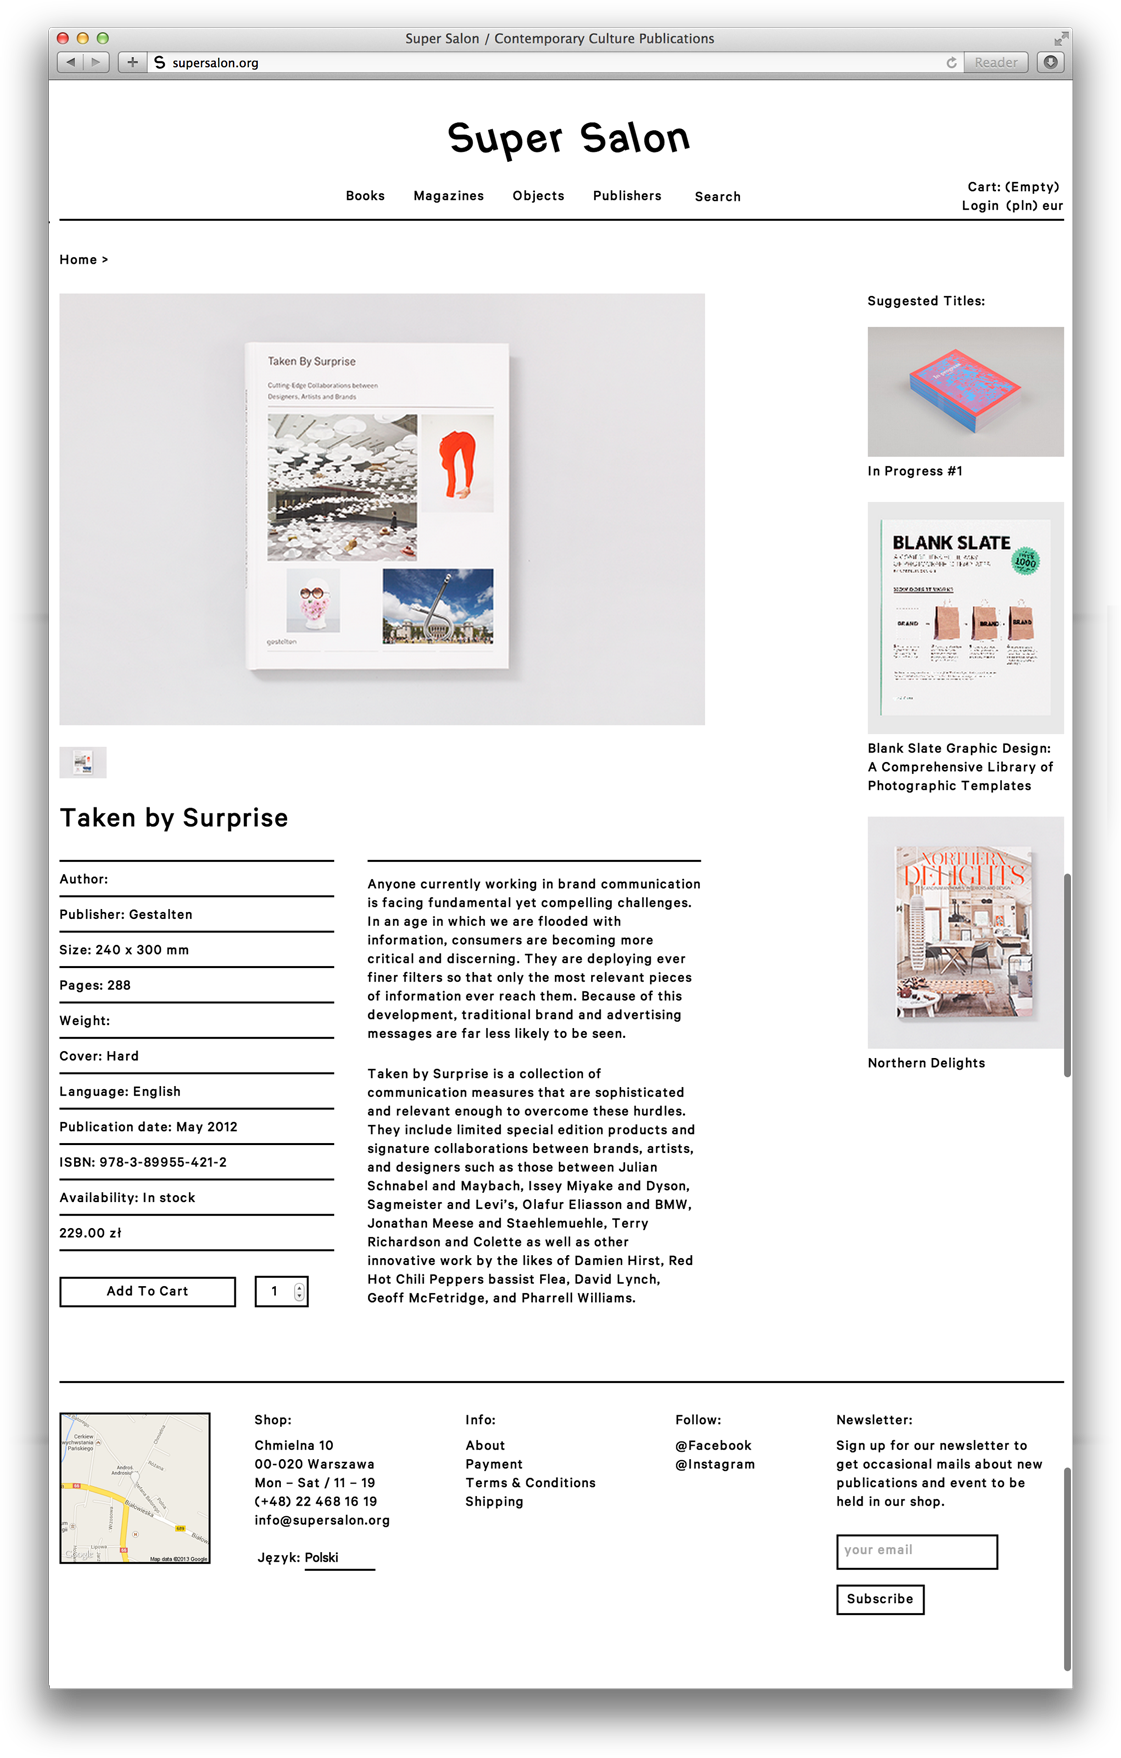 Super Salon / Contemporary Culture Publications
supersalon.org
Reader
Super Salon
Books Magazines Objects Publishers Search
Cart: (Empty)
Login (pln) eur
Home >
Taken By Surprise
Cutting-Edge Collaborations between
Designers, Artists and Brands
gestalten
Suggested Titles:
In Progress #1
BLANK SLATE
1000
BRAND
BRAND
BRAND
Blank Slate Graphic Design:
A Comprehensive Library of
Photographic Templates
NORTHERN
DELIGHTS
Northern Delights
Taken by Surprise
Author:
Publisher: Gestalten
Size: 240 x 300 mm
Pages: 288
Weight:
Cover: Hard
Language: English
Publication date: May 2012
ISBN: 978-3-89955-421-2
Availability: In stock
229.00 zł
Add To Cart
1
Anyone currently working in brand communication
is facing fundamental yet compelling challenges.
In an age in which we are flooded with
information, consumers are becoming more
critical and discerning. They are deploying ever
finer filters so that only the most relevant pieces
of information ever reach them. Because of this
development, traditional brand and advertising
messages are far less likely to be seen.
Taken by Surprise is a collection of
communication measures that are sophisticated
and relevant enough to overcome these hurdles.
They include limited special edition products and
signature collaborations between brands, artists,
and designers such as those between Julian
Schnabel and Maybach, Issey Miyake and Dyson,
Sagmeister and Levi's, Olafur Eliasson and BMW,
Jonathan Meese and Staehlemuehle, Terry
Richardson and Colette as well as other
innovative work by the likes of Damien Hirst, Red
Hot Chili Peppers bassist Flea, David Lynch,
Geoff McFetridge, and Pharrell Williams.
Cerkiew
Pańskiego
Białowieska
Lipowa
Google
Map data ©2013 Google
Shop:
Chmielna 10
00-020 Warszawa
Mon – Sat / 11 – 19
(+48) 22 468 16 19
info@supersalon.org
Język: Polski
Info:
About
Payment
Terms & Conditions
Shipping
Follow:
@Facebook
@Instagram
Newsletter:
Sign up for our newsletter to
get occasional mails about new
publications and event to be
held in our shop.
your email
Subscribe